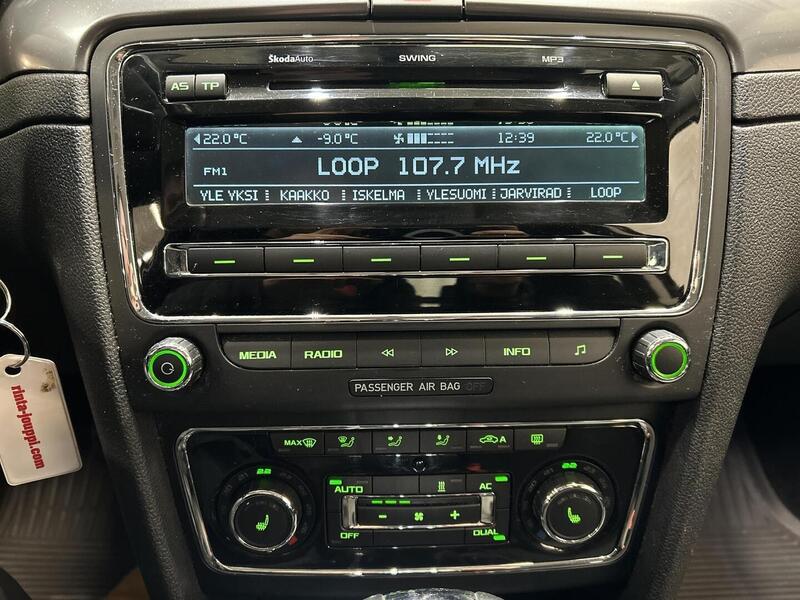 ŠkodaAuto SWING MP3
AS TP
22.0°C -9.0°C 12:39 22.0°C
FM1 LOOP 107.7 MHz
YLE YKSI KAAKKO ISKELMA YLESUOMI JARVIRAD LOOP
MEDIA RADIO INFO
PASSENGER AIR BAG OFF
rinta-jouppi.com
MAX A
22 22
AUTO AC
OFF DUAL